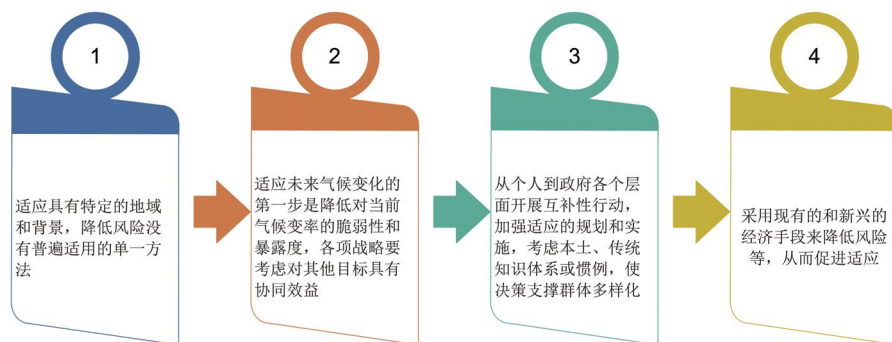 1
适应具有特定的地域
和背景，降低风险没
有普遍适用的单一方
法
2
适应未来气候变化的
第一步是降低对当前
气候变率的脆弱性和
暴露度，各项战略要
考虑对其他目标具有
协同效益
3
从个人到政府各个层
面开展互补性行动，
加强适应的规划和实
施，考虑本土、传统
知识体系或惯例，使
决策支撑群体多样化
4
采用现有的和新兴的
经济手段来降低风险
等，从而促进适应